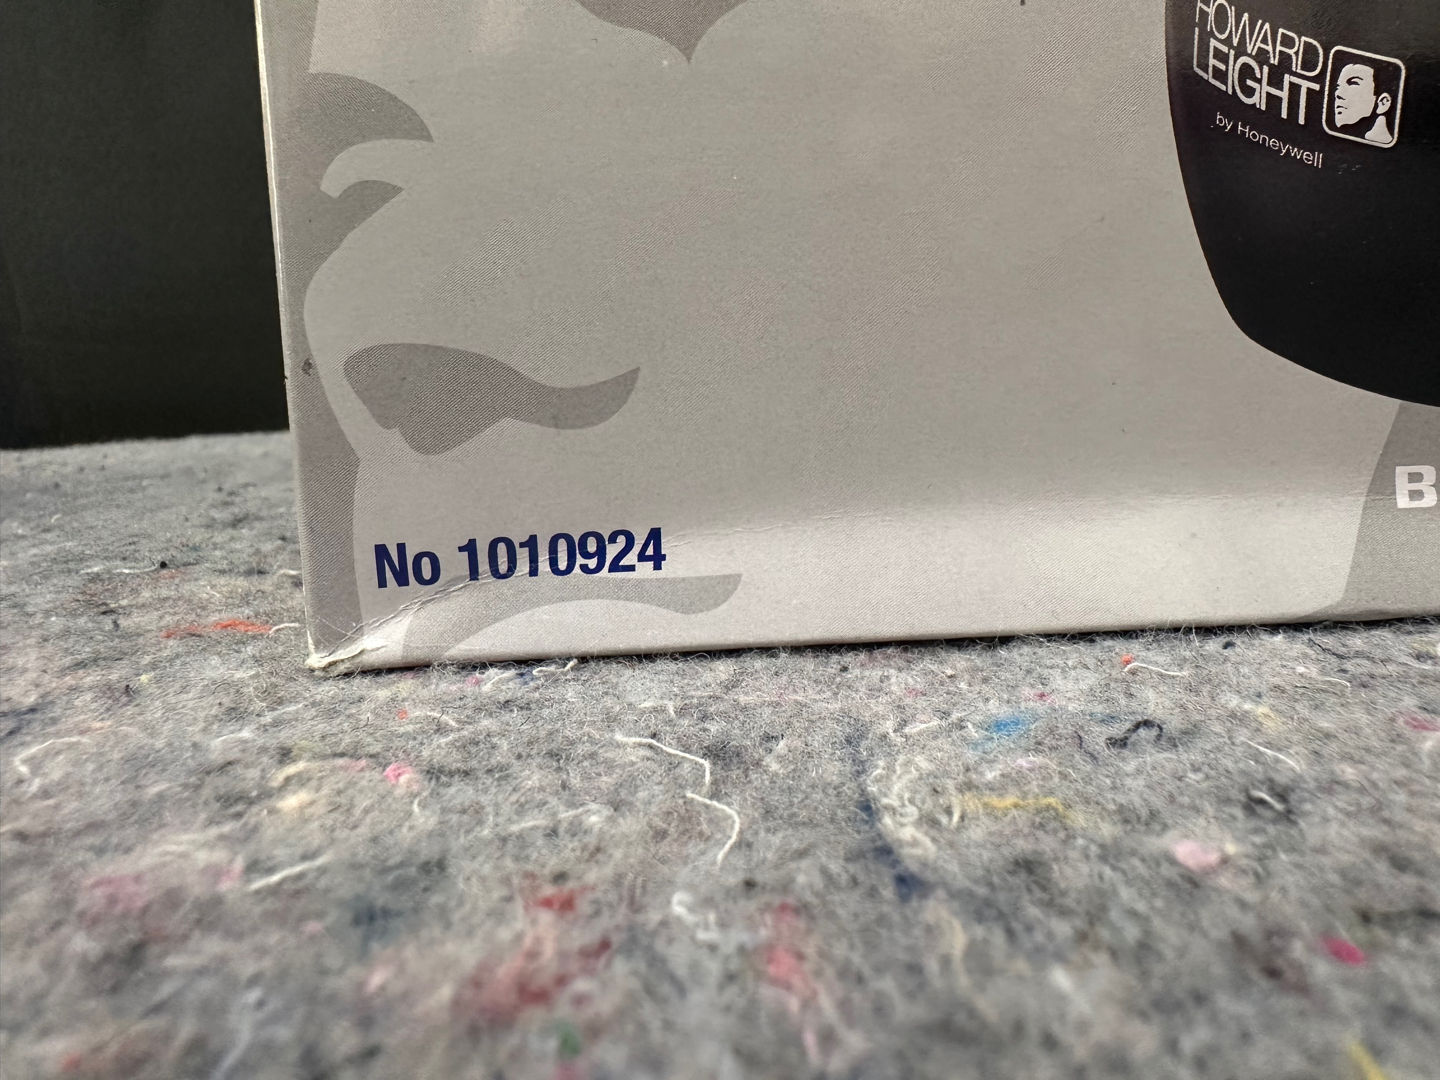 HOWARD
LEIGHT
by Honeywell
B
No 1010924